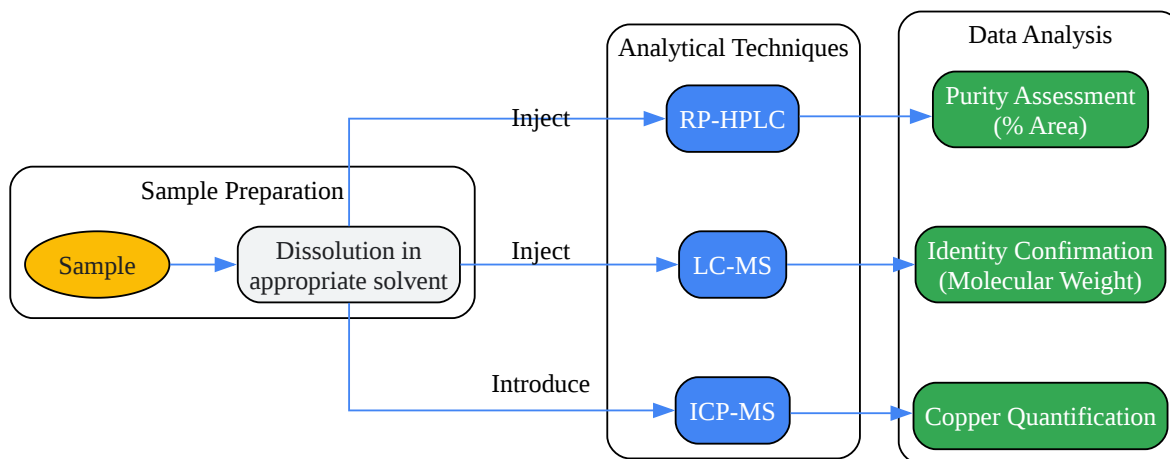 Analytical Techniques
Data Analysis
Inject
RP-HPLC
Purity Assessment
(% Area)
Sample Preparation
Sample
Dissolution in
appropriate solvent
Inject
LC-MS
Identity Confirmation
(Molecular Weight)
Introduce
ICP-MS
Copper Quantification